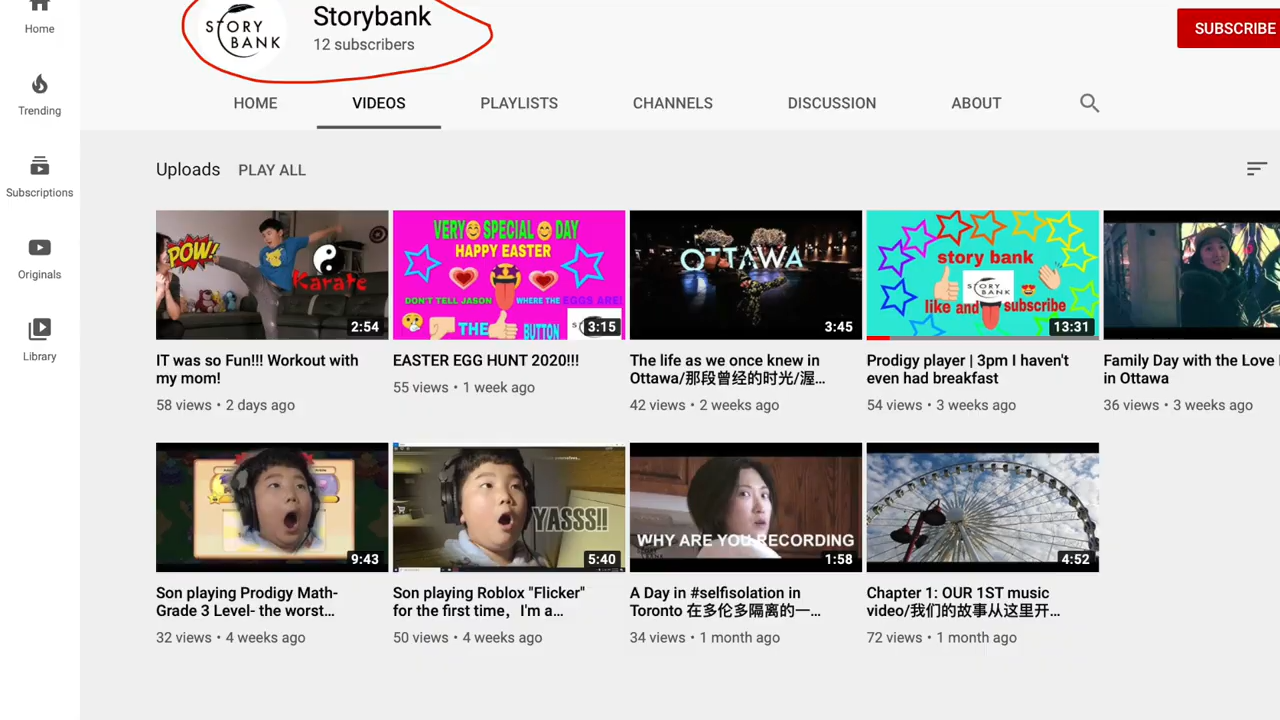 STORY
BANK
Storybank
12 subscribers
SUBSCRIBE
Home
Trending
Subscriptions
Originals
Library
HOME
VIDEOS
PLAYLISTS
CHANNELS
DISCUSSION
ABOUT
Uploads
PLAY ALL
POW!
Karate
2:54
IT was so Fun!!! Workout with
my mom!
58 views • 2 days ago
VERY SPECIAL DAY
HAPPY EASTER
DON'T TELL JASON WHERE THE EGGS ARE!
THE BUTTON
3:15
EASTER EGG HUNT 2020!!!
55 views • 1 week ago
OTTAWA
3:45
The life as we once knew in
Ottawa/那段曾经的时光/渥...
42 views • 2 weeks ago
story bank
STORY
BANK
like and subscribe
13:31
Prodigy player | 3pm I haven't
even had breakfast
54 views • 3 weeks ago
Family Day with the Love
in Ottawa
36 views • 3 weeks ago
9:43
Son playing Prodigy Math-
Grade 3 Level- the worst...
32 views • 4 weeks ago
YASSS!!
5:40
Son playing Roblox "Flicker"
for the first time，I'm a...
50 views • 4 weeks ago
WHY ARE YOU RECORDING
1:58
A Day in #selfisolation in
Toronto 在多伦多隔离的一...
34 views • 1 month ago
4:52
Chapter 1: OUR 1ST music
video/我们的故事从这里开...
72 views • 1 month ago